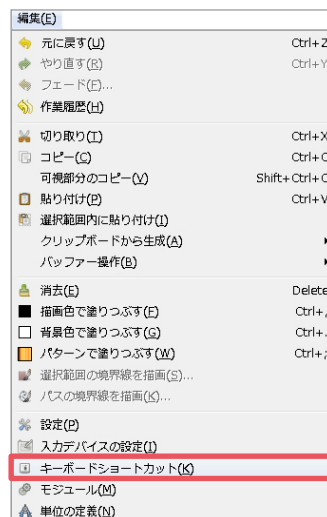 編集(E)
元に戻す(U) Ctrl+Z
やり直す(R) Ctrl+Y
フェード(F)...
作業履歴(H)
切り取り(T) Ctrl+X
コピー(C) Ctrl+C
可視部分のコピー(V) Shift+Ctrl+C
貼り付け(P) Ctrl+V
選択範囲内に貼り付け(I)
クリップボードから生成(A)
バッファー操作(B)
消去(E) Delete
描画色で塗りつぶす(F) Ctrl+,
背景色で塗りつぶす(G) Ctrl+.
パターンで塗りつぶす(W) Ctrl+;
選択範囲の境界線を描画(S)...
パスの境界線を描画(K)...
設定(P)
入力デバイスの設定(I)
キーボードショートカット(K)
モジュール(M)
単位の定義(N)